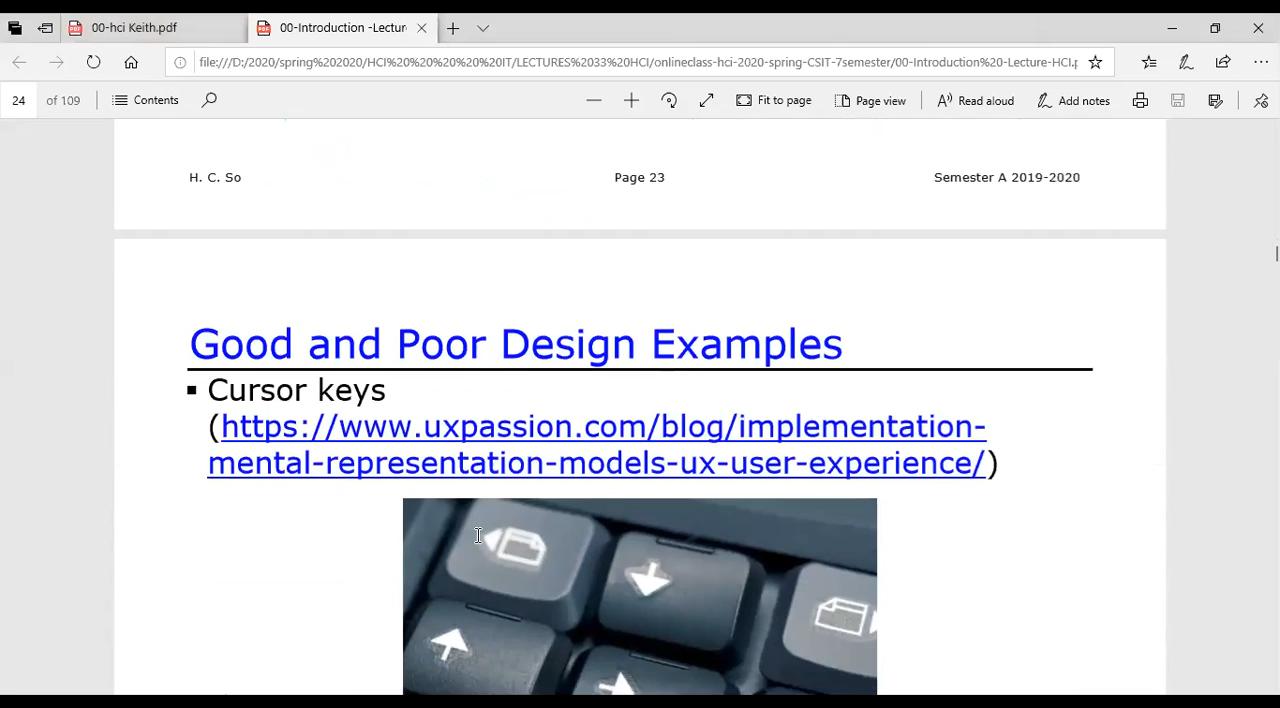 00-hci Keith.pdf
00-Introduction -Lectur
file:///D:/2020/spring%202020/HCI%20%20%20%20%20IT/LECTURES%2033%20HCI/onlineclass-hci-2020-spring-CSIT-7semester/00-Introduction%20-Lecture-HCI.p
24 of 109 Contents Fit to page Page view Read aloud Add notes
H. C. So Page 23 Semester A 2019-2020
Good and Poor Design Examples
▪ Cursor keys
(https://www.uxpassion.com/blog/implementation-
mental-representation-models-ux-user-experience/)